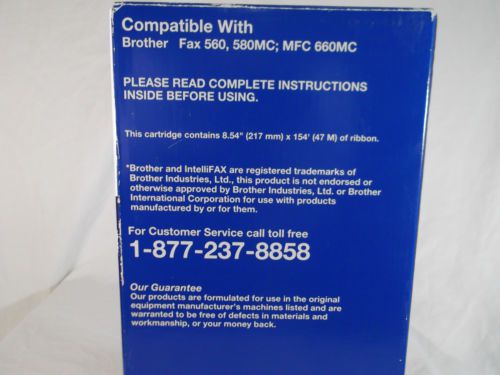 Compatible With
Brother Fax 560, 580MC; MFC 660MC
PLEASE READ COMPLETE INSTRUCTIONS
INSIDE BEFORE USING.
This cartridge contains 8.54" (217 mm) x 154' (47 M) of ribbon.
*Brother and IntelliFAX are registered trademarks of
Brother Industries, Ltd., this product is not endorsed or
otherwise approved by Brother Industries, Ltd. or Brother
International Corporation for use with products
manufactured by or for them.
For Customer Service call toll free
1-877-237-8858
Our Guarantee
Our products are formulated for use in the original
equipment manufacturer's machines listed and are
warranted to be free of defects in materials and
workmanship, or your money back.